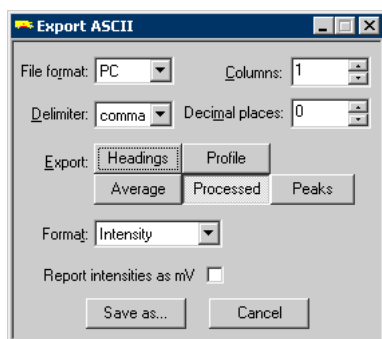 Export ASCII
File format: PC Columns: 1
Delimiter: comma Decimal places: 0
Export: Headings Profile
Average Processed Peaks
Format: Intensity
Report intensities as mV
Save as... Cancel